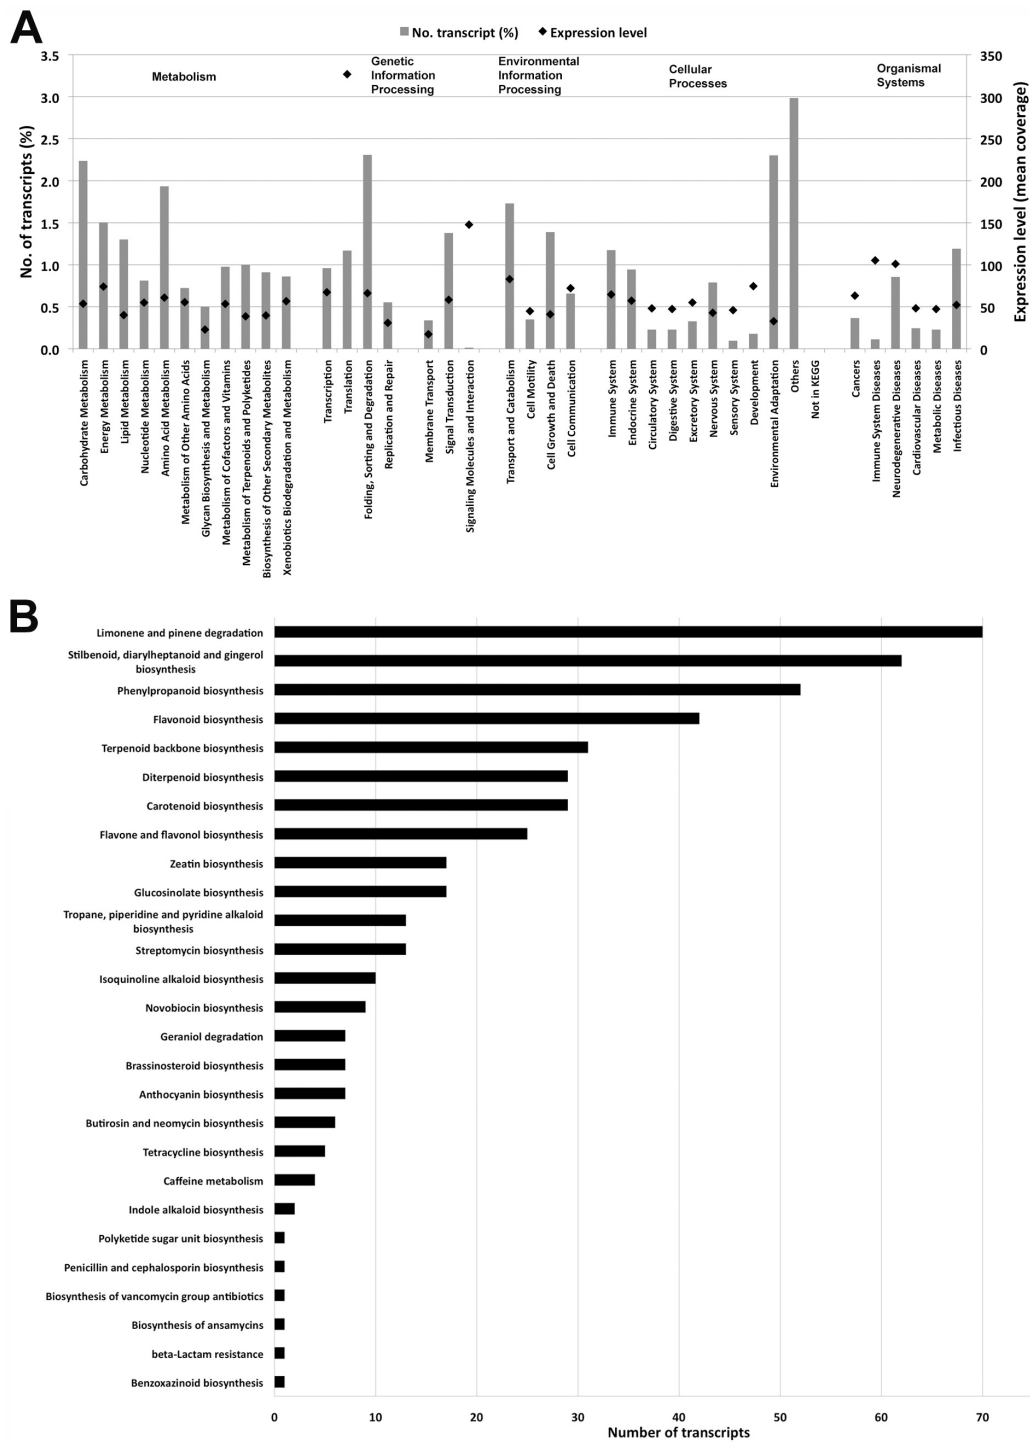 A
No. transcript (%) Expression level
3.5 350
Metabolism
Genetic
Information
Processing
Environmental
Information
Processing
Cellular
Processes
Organismal
Systems
3.0 300
2.5 250
2.0 200
1.5 150
1.0 100
0.5 50
0.0 0
No. of transcripts (%)
Expression level (mean coverage)
Carbohydrate Metabolism
Energy Metabolism
Lipid Metabolism
Nucleotide Metabolism
Amino Acid Metabolism
Metabolism of Other Amino Acids
Glycan Biosynthesis and Metabolism
Metabolism of Cofactors and Vitamins
Metabolism of Terpenoids and Polyketides
Biosynthesis of Other Secondary Metabolites
Xenobiotics Biodegradation and Metabolism
Transcription
Translation
Folding, Sorting and Degradation
Replication and Repair
Membrane Transport
Signal Transduction
Signaling Molecules and Interaction
Transport and Catabolism
Cell Motility
Cell Growth and Death
Cell Communication
Immune System
Endocrine System
Circulatory System
Digestive System
Excretory System
Nervous System
Sensory System
Development
Environmental Adaptation
Others
Not in KEGG
Cancers
Immune System Diseases
Neurodegenerative Diseases
Cardiovascular Diseases
Metabolic Diseases
Infectious Diseases
B
Limonene and pinene degradation
Stilbenoid, diarylheptanoid and gingerol
biosynthesis
Phenylpropanoid biosynthesis
Flavonoid biosynthesis
Terpenoid backbone biosynthesis
Diterpenoid biosynthesis
Carotenoid biosynthesis
Flavone and flavonol biosynthesis
Zeatin biosynthesis
Glucosinolate biosynthesis
Tropane, piperidine and pyridine alkaloid
biosynthesis
Streptomycin biosynthesis
Isoquinoline alkaloid biosynthesis
Novobiocin biosynthesis
Geraniol degradation
Brassinosteroid biosynthesis
Anthocyanin biosynthesis
Butirosin and neomycin biosynthesis
Tetracycline biosynthesis
Caffeine metabolism
Indole alkaloid biosynthesis
Polyketide sugar unit biosynthesis
Penicillin and cephalosporin biosynthesis
Biosynthesis of vancomycin group antibiotics
Biosynthesis of ansamycins
beta-Lactam resistance
Benzoxazinoid biosynthesis
0 10 20 30 40 50 60 70
Number of transcripts